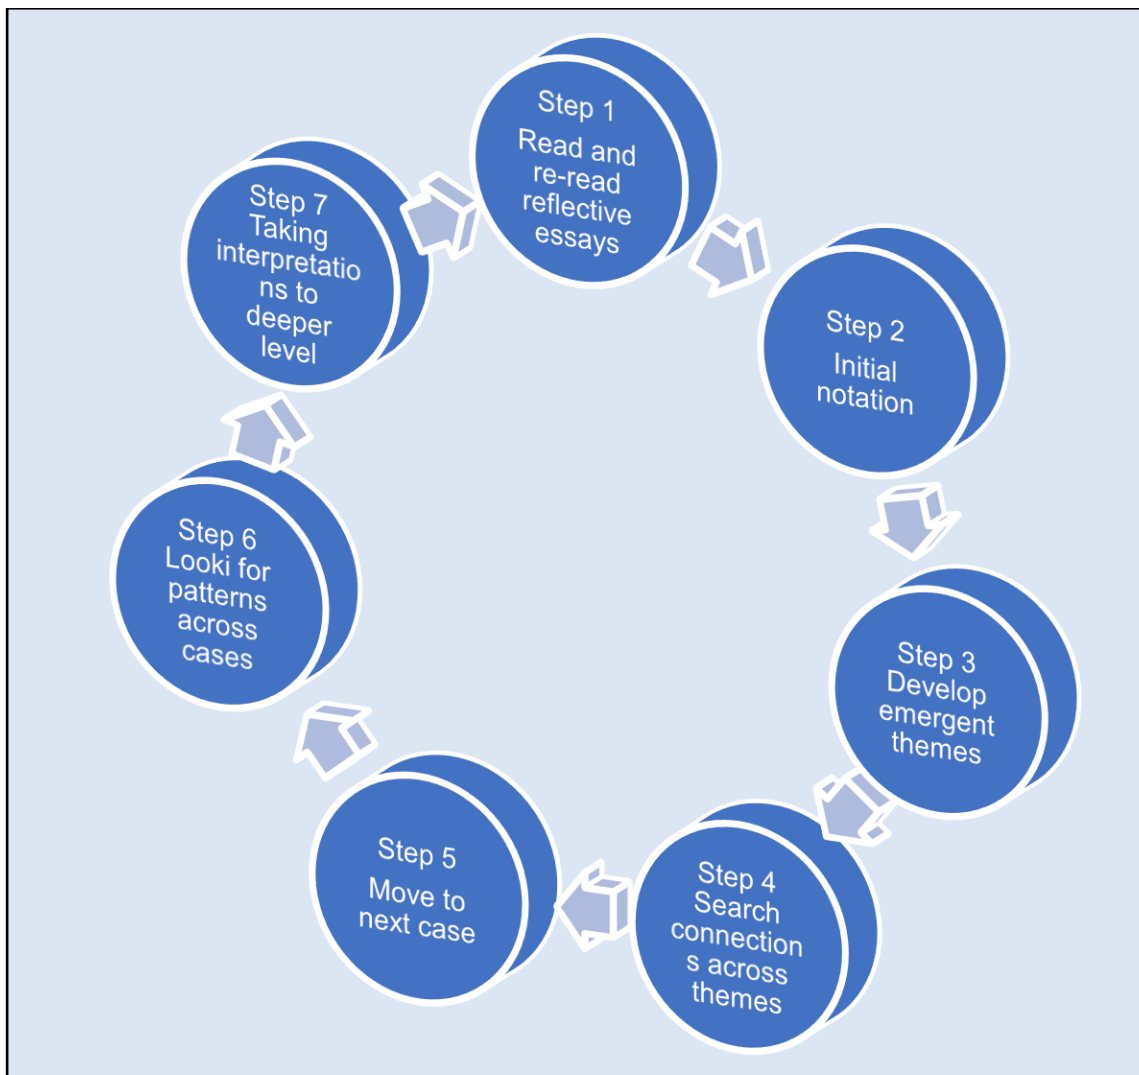 Step 1
Read and
re-read
reflective
essays
Step 2
Initial
notation
Step 3
Develop
emergent
themes
Step 4
Search
connection
s across
themes
Step 5
Move to
next case
Step 6
Looki for
patterns
across
cases
Step 7
Taking
interpretatio
ns to
deeper
level